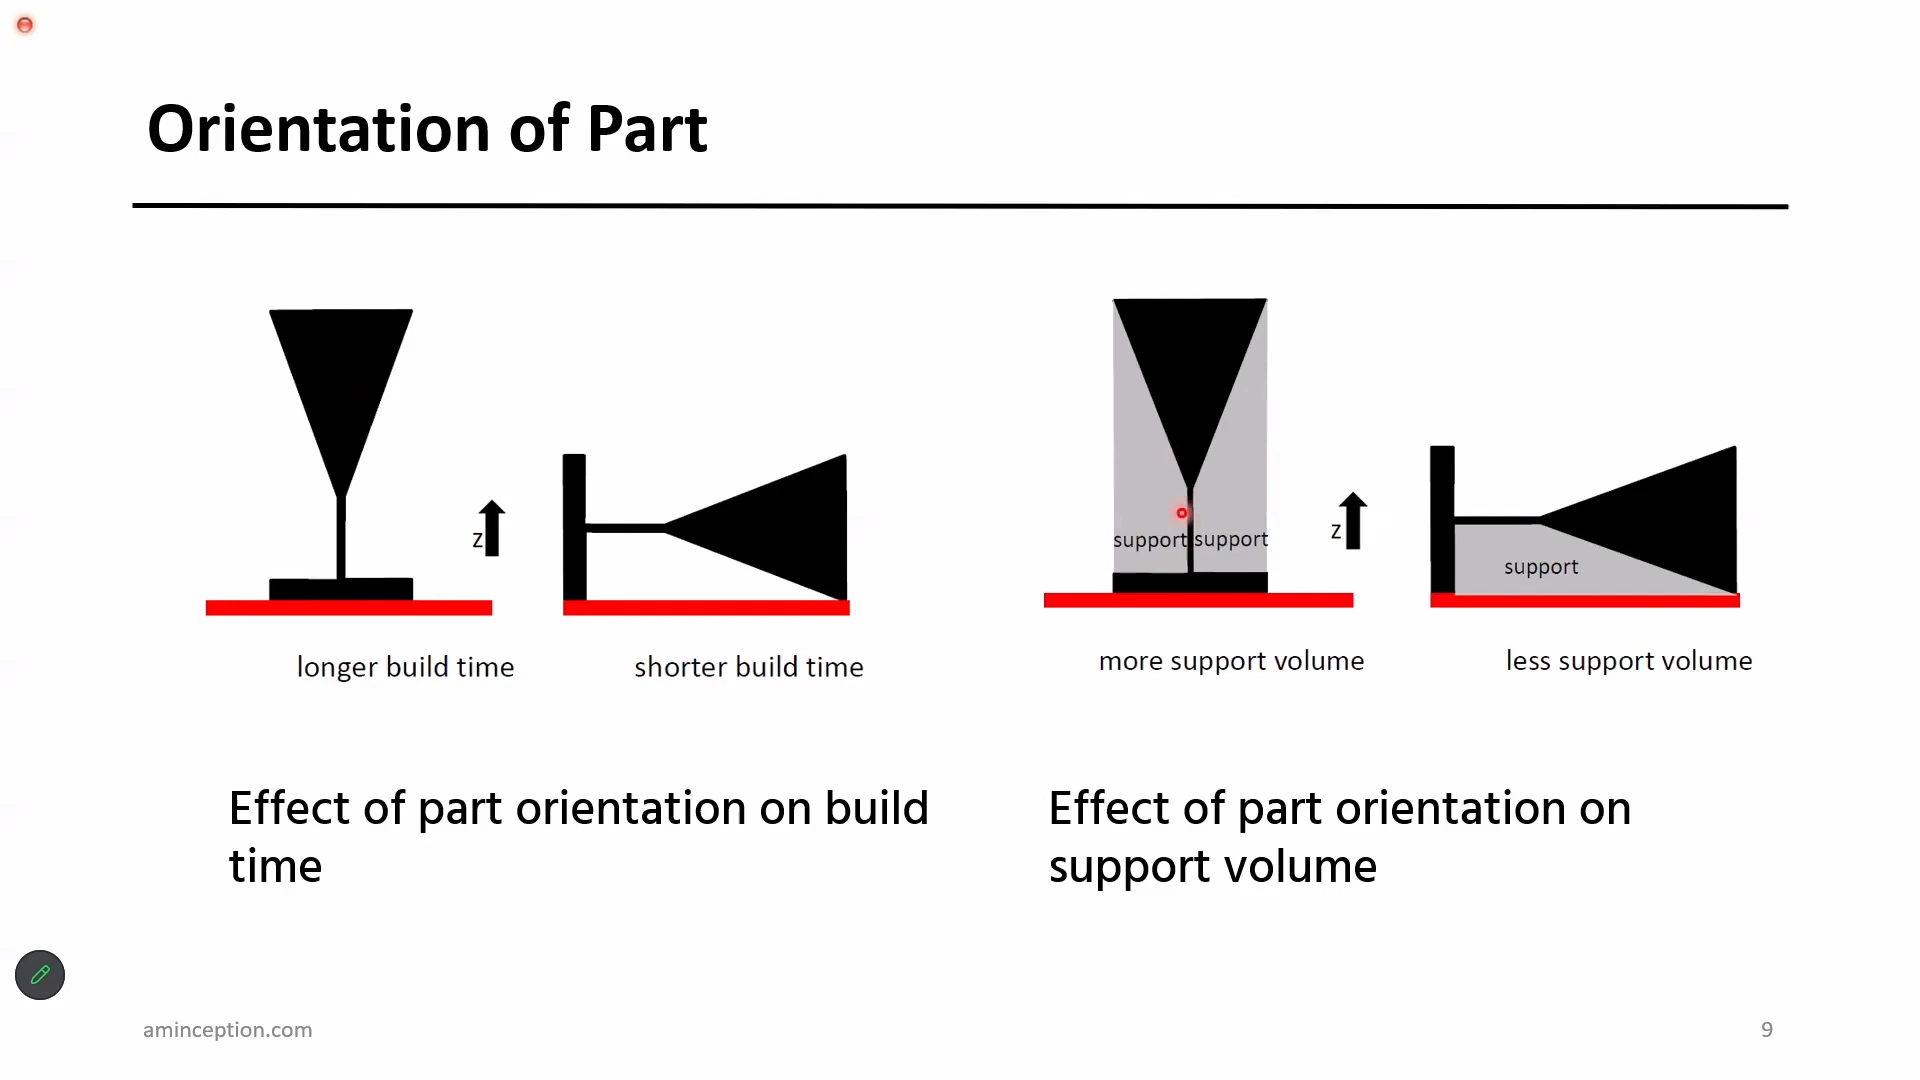 Orientation of Part
z
longer build time
shorter build time
Effect of part orientation on build
time
support
support
z
support
more support volume
less support volume
Effect of part orientation on
support volume
aminception.com
9